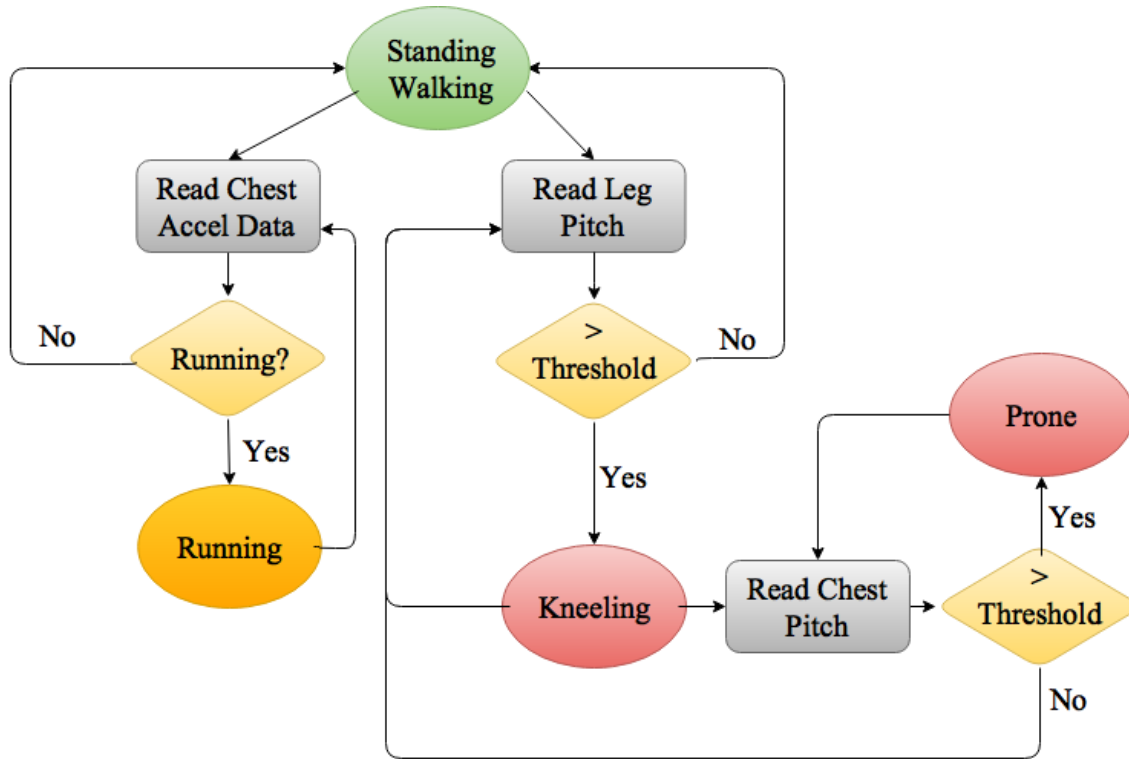 Standing
Walking
Read Chest
Accel Data
Read Leg
Pitch
No
Running?
>
Threshold
No
Yes
Prone
Yes
Running
Kneeling
Read Chest
Pitch
Yes
>
Threshold
No